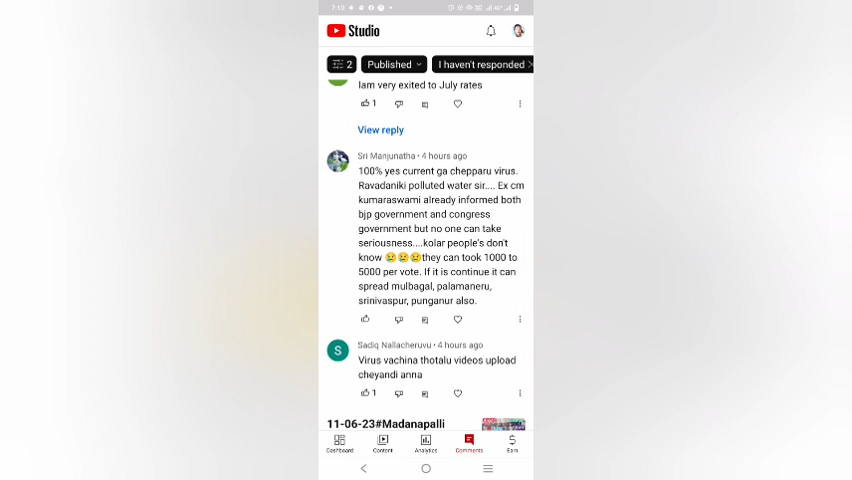 7:10
4G
Studio
2
Published
I haven't responded
Iam very exited to July rates
1
View reply
Sri Manjunatha • 4 hours ago
100% yes current ga chepparu virus.
Ravadaniki polluted water sir.... Ex cm
kumaraswami already informed both
bjp government and congress
government but no one can take
seriousness....kolar people's don't
know 😢😢😢they can took 1000 to
5000 per vote. If it is continue it can
spread mulbagal, palamaneru,
srinivaspur, punganur also.
S
Sadiq Nallacheruvu • 4 hours ago
Virus vachina thotalu videos upload
cheyandi anna
1
11-06-23#Madanapalli
Dashboard
Content
Analytics
Comments
Earn